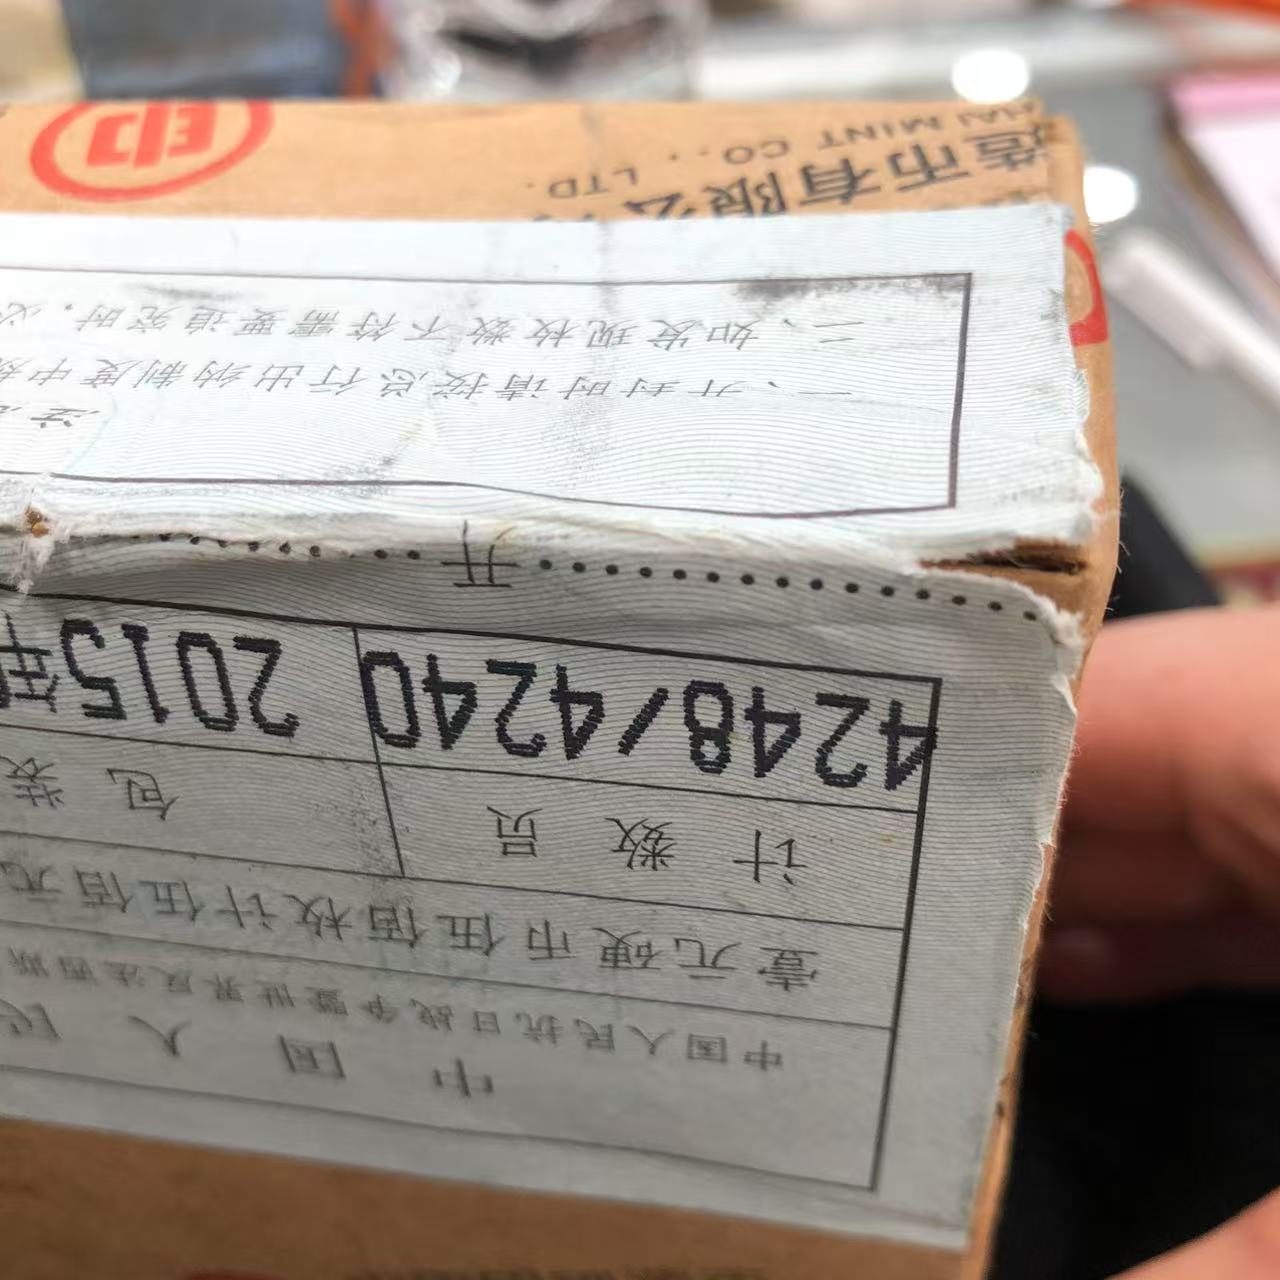 中国人民
中国人民抗日战争暨世界反法西斯
壹元硬币伍佰枚计伍佰元
计数员 包装
4248/4240 2015年
开
注
一、开封时请按总行出纳制度中规
二、如发现枚数不符需要追究时，必
造币有限公
HAI MINT CO., LTD.
印